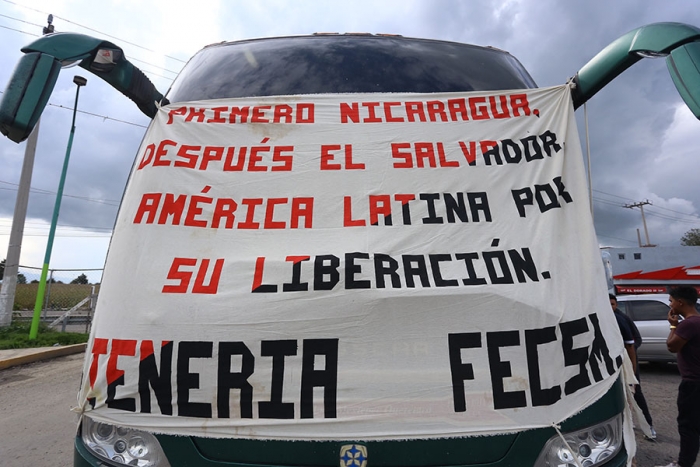 PRIMERO NICARAGUA,
DESPUÉS EL SALVADOR,
AMÉRICA LATINA POR
SU LIBERACIÓN.
TENERIA FECSM.